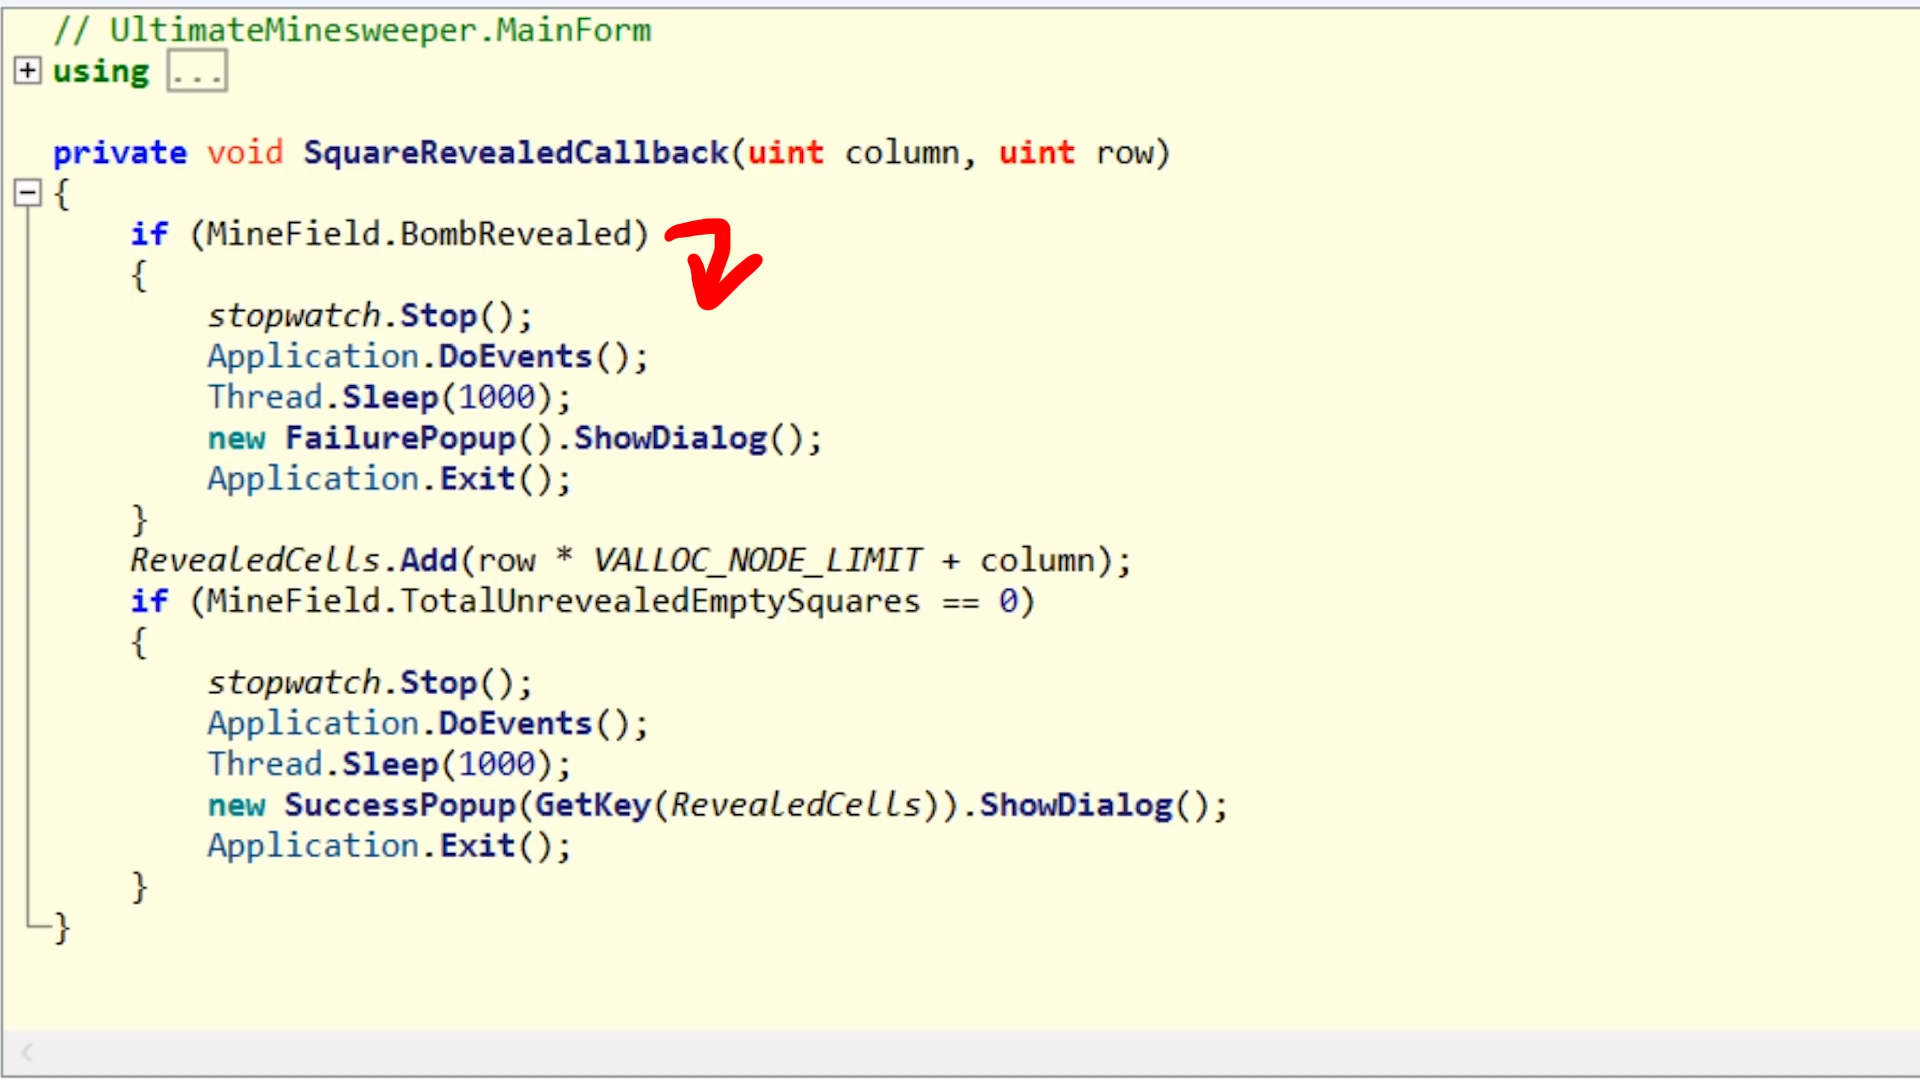 // UltimateMinesweeper.MainForm
using ...
private void SquareRevealedCallback(uint column, uint row)
{
if (MineField.BombRevealed)
{
stopwatch.Stop();
Application.DoEvents();
Thread.Sleep(1000);
new FailurePopup().ShowDialog();
Application.Exit();
}
RevealedCells.Add(row * VALLOC_NODE_LIMIT + column);
if (MineField.TotalUnrevealedEmptySquares == 0)
{
stopwatch.Stop();
Application.DoEvents();
Thread.Sleep(1000);
new SuccessPopup(GetKey(RevealedCells)).ShowDialog();
Application.Exit();
}
}